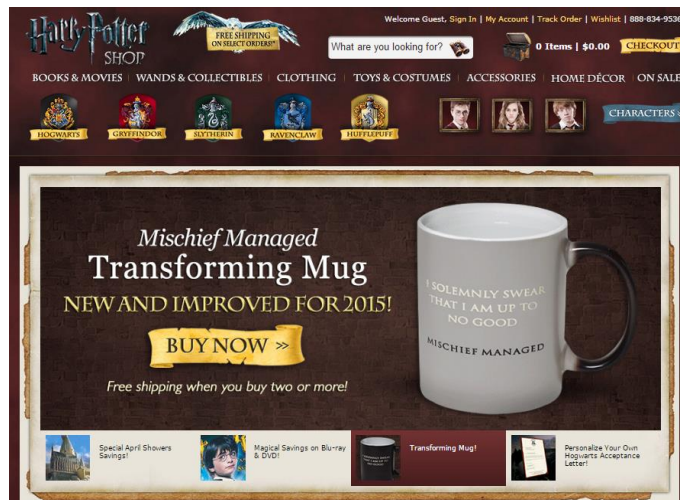 Harry Potter
SHOP
FREE SHIPPING
ON SELECT ORDERS!*
Welcome Guest, Sign In | My Account | Track Order | Wishlist | 888-834-9536
What are you looking for?
0 Items | $0.00
CHECKOUT
BOOKS & MOVIES | WANDS & COLLECTIBLES | CLOTHING | TOYS & COSTUMES | ACCESSORIES | HOME DÉCOR | ON SALE
HOGWARTS
GRYFFINDOR
SLYTHERIN
RAVENCLAW
HUFFLEPUFF
CHARACTERS
Mischief Managed
Transforming Mug
NEW AND IMPROVED FOR 2015!
BUY NOW »
Free shipping when you buy two or more!
I SOLEMNLY SWEAR
THAT I AM UP TO
NO GOOD
MISCHIEF MANAGED
Special April Showers
Savings!
Magical Savings on Blu-ray
& DVD!
Transforming Mug!
Personalize Your Own
Hogwarts Acceptance
Letter!